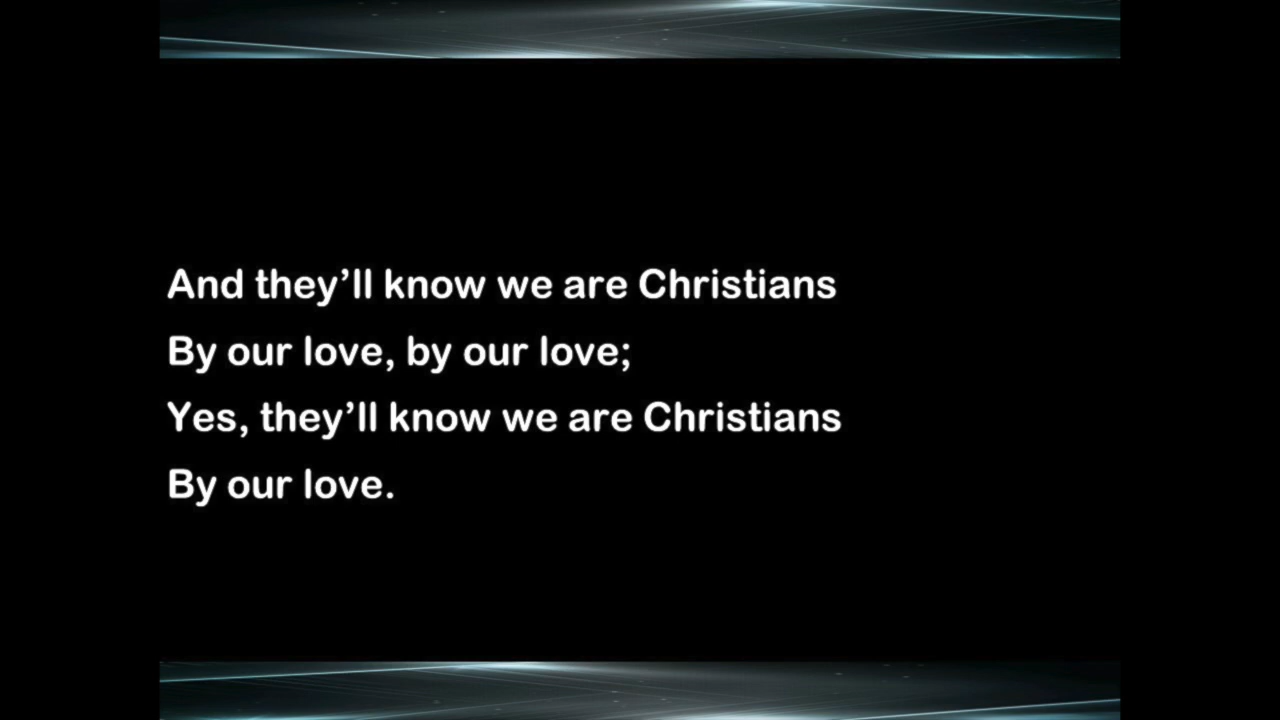 And they’ll know we are Christians
By our love, by our love;
Yes, they’ll know we are Christians
By our love.